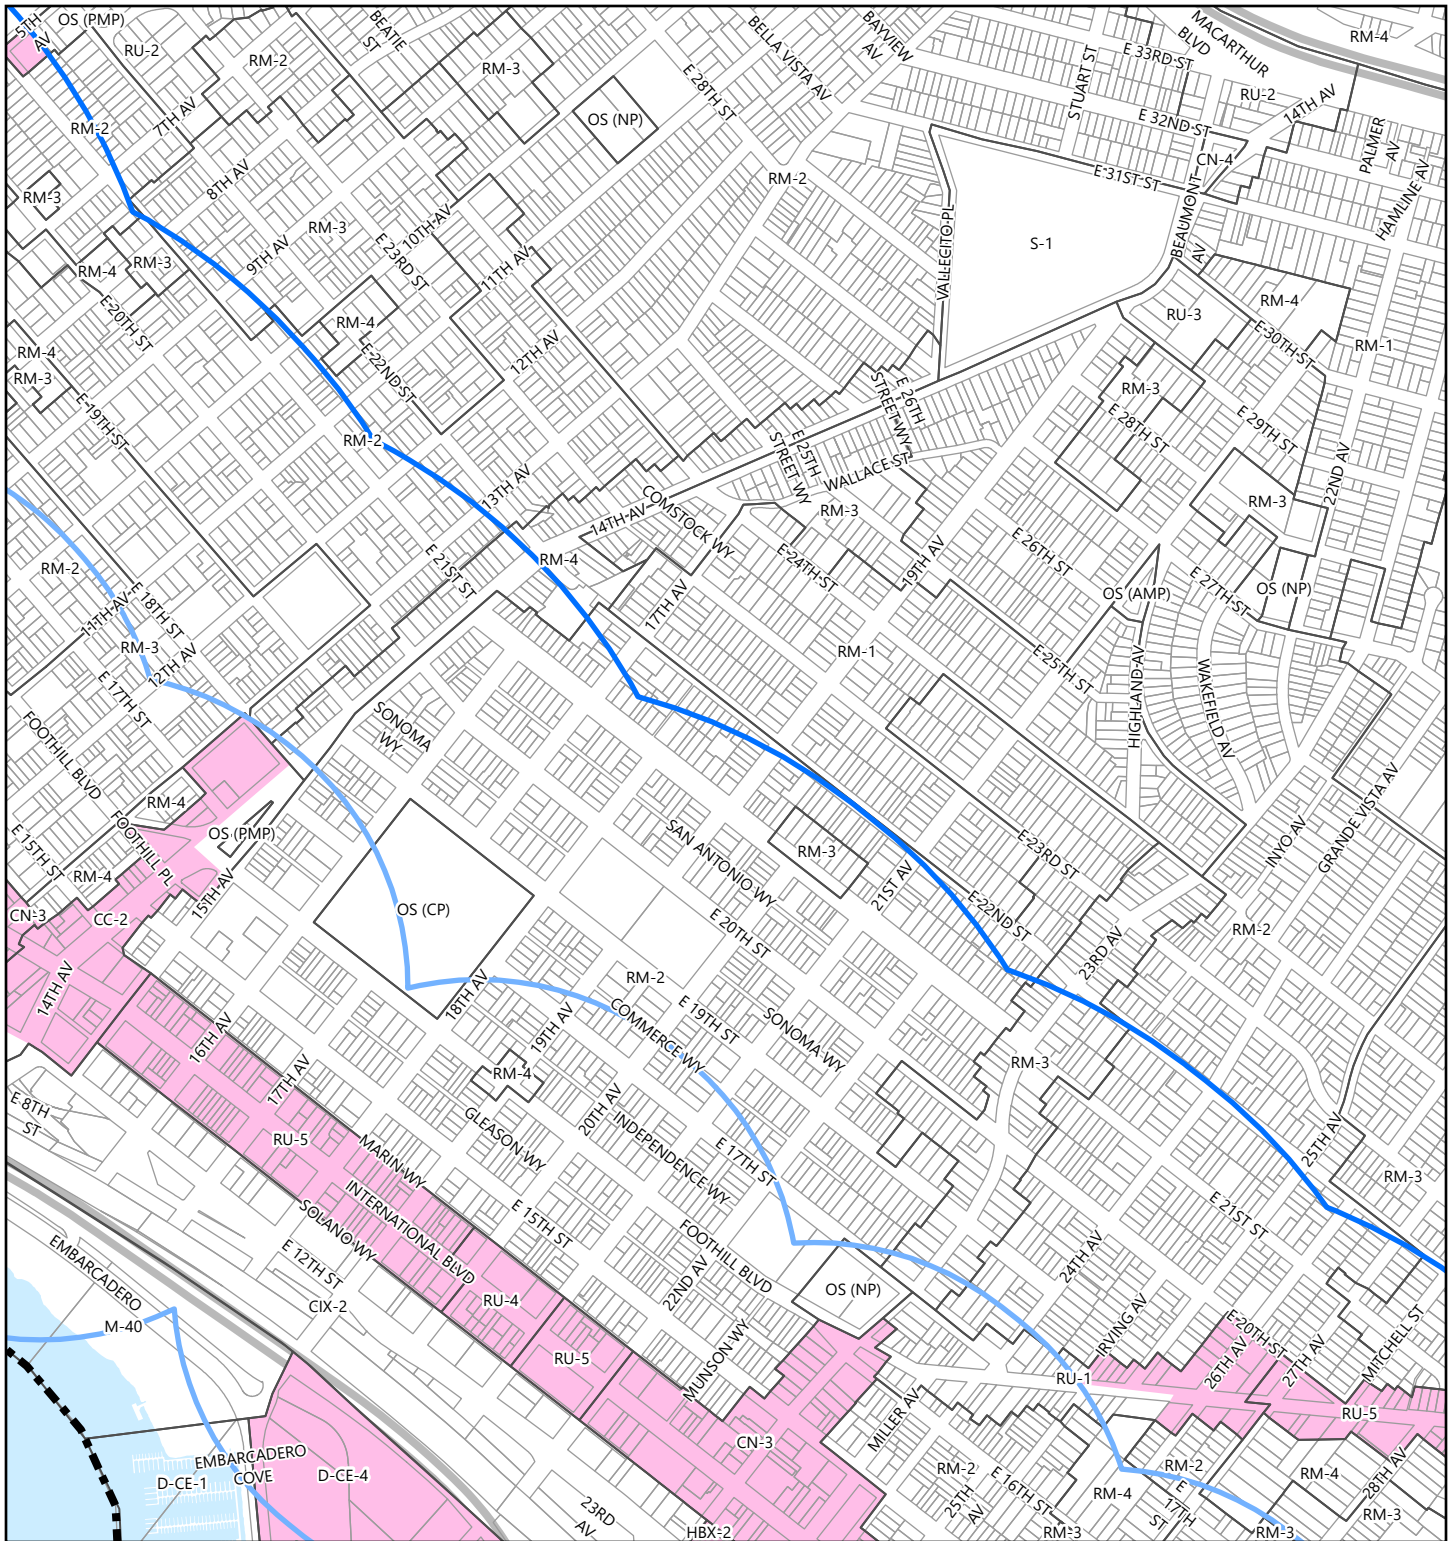 5TH
AV
OS (PMP)
RU-2
BEATIE
ST
RM-2
RM-3
OS (NP)
E 28TH ST
BELLA VISTA AV
BAYVIEW
AV
STUART ST
E 33RD ST
MACARTHUR
BLVD
RM-4
RU-2
14TH AV
E 32ND ST
PALMER
AV
CN-4
E 31ST ST
HAMLINE AV
RM-2
7TH AV
8TH AV
RM-3
RM-3
9TH AV
10TH AV
E 23RD ST
11TH AV
RM-2
VALLECITO PL
S-1
BEAUMONT
AV
RM-4
RM-3
E 20TH ST
RM-4
E 22ND ST
12TH AV
RU-3
RM-4
E 30TH ST
RM-1
RM-4
RM-3
E 19TH ST
RM-2
E 26TH
STREET WY
RM-3
E 28TH ST
E 29TH ST
22ND AV
E 25TH
STREET WY
WALLACE ST
13TH AV
14TH AV
COMSTOCK WY
RM-3
RM-3
E 21ST ST
RM-4
E 24TH ST
19TH AV
E 26TH ST
OS (AMP)
E 27TH ST
OS (NP)
RM-2
11TH AV
E 18TH ST
17TH AV
RM-3
12TH AV
RM-1
E 25TH ST
HIGHLAND AV
WAKEFIELD AV
E 17TH ST
FOOTHILL BLVD
SONOMA
WY
RM-4
OS (PMP)
FOOTHILL PL
E 15TH ST
RM-4
15TH AV
CN-3
CC-2
OS (CP)
SAN ANTONIO WY
RM-3
21ST AV
E 23RD ST
INYO AV
GRANDE VISTA AV
E 22ND ST
E 20TH ST
23RD AV
RM-2
14TH AV
16TH AV
18TH AV
RM-2
19TH AV
COMMERCE WY
E 19TH ST
SONOMA WY
RM-3
17TH AV
RM-4
20TH AV
E 8TH
ST
RU-5
MARIN WY
GLEASON WY
INDEPENDENCE WY
E 17TH ST
25TH AV
RM-3
INTERNATIONAL BLVD
SOLANO WY
E 15TH ST
FOOTHILL BLVD
E 21ST ST
EMBARCADERO
E 12TH ST
24TH AV
22ND AV
OS (NP)
CIX-2
RU-4
M-40
IRVING AV
E 20TH ST
MITCHELL ST
RU-5
MUNSON WY
RU-1
26TH AV
27TH AV
RU-5
CN-3
MILLER AV
EMBARCADERO
COVE
D-CE-1
D-CE-4
RM-2
25TH
AV
E 16TH ST
RM-4
RM-2
E
17TH
ST
RM-4
28TH AV
RM-3
23RD
AV
HBX-2
RM-3
RM-3